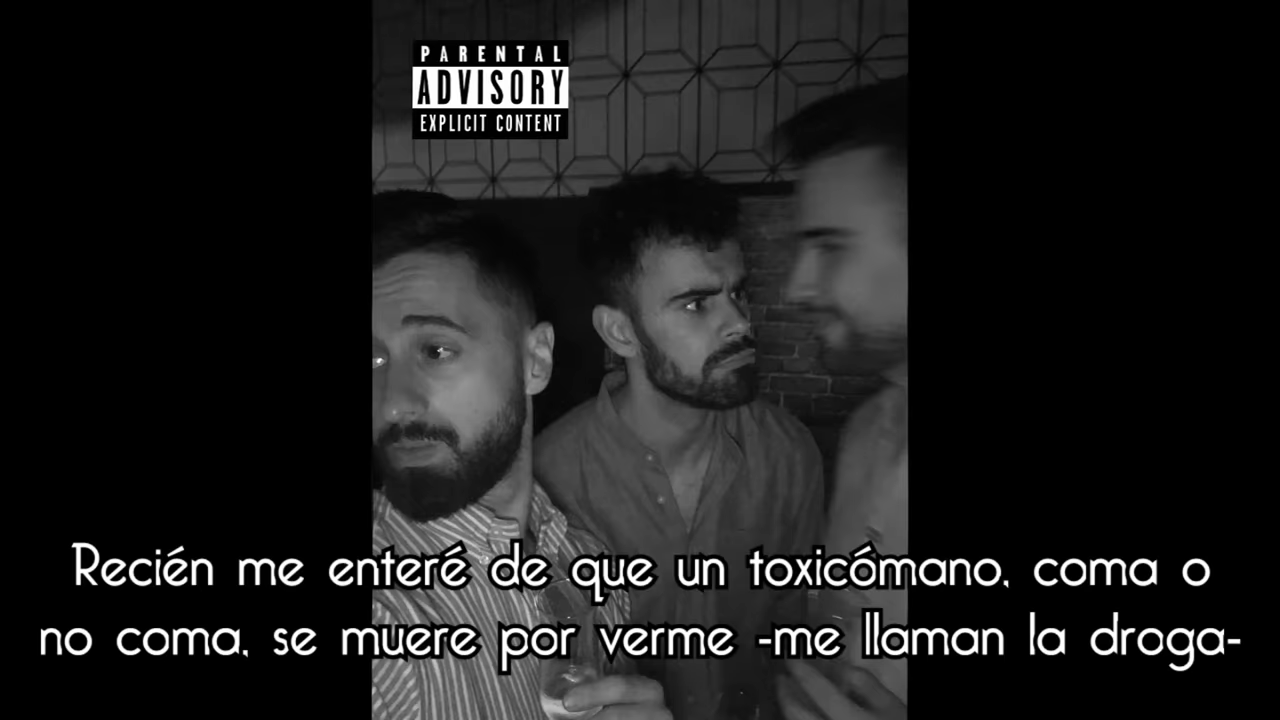 PARENTAL
ADVISORY
EXPLICIT CONTENT
Recién me enteré de que un toxicómano, coma o
no coma, se muere por verme -me llaman la droga-